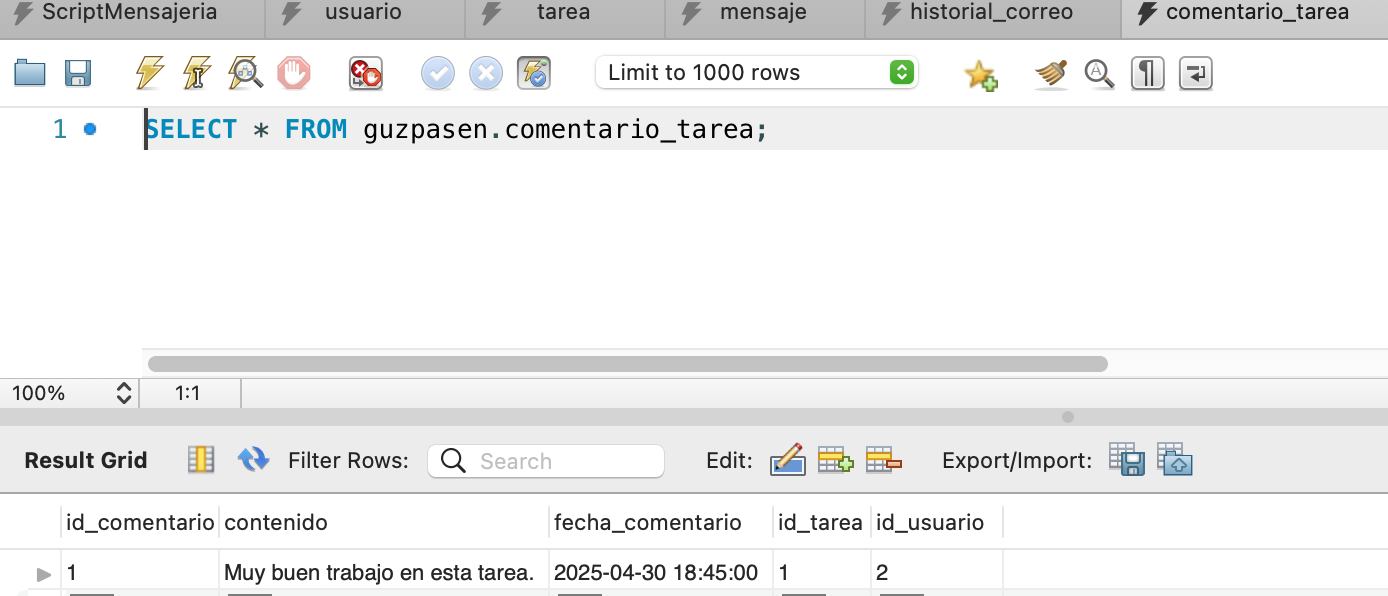 ScriptMensajeria usuario tarea mensaje historial_correo comentario_tarea
Limit to 1000 rows
1 SELECT * FROM guzpasen.comentario_tarea;
100% 1:1
Result Grid Filter Rows: Search Edit: Export/Import:
id_comentario contenido fecha_comentario id_tarea id_usuario
1 Muy buen trabajo en esta tarea. 2025-04-30 18:45:00 1 2